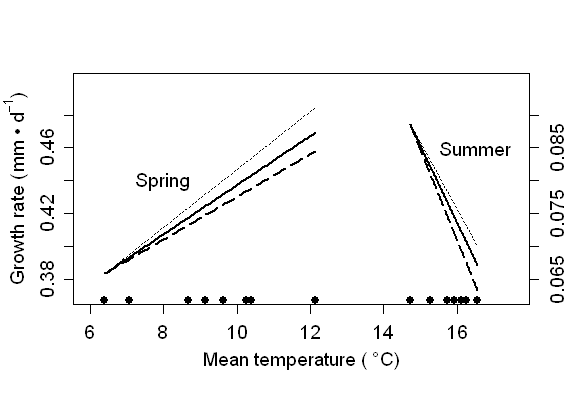 Growth rate (mm • d⁻¹)
0.46
0.42
0.38
Spring
Summer
0.085
0.075
0.065
6 8 10 12 14 16
Mean temperature ( °C)